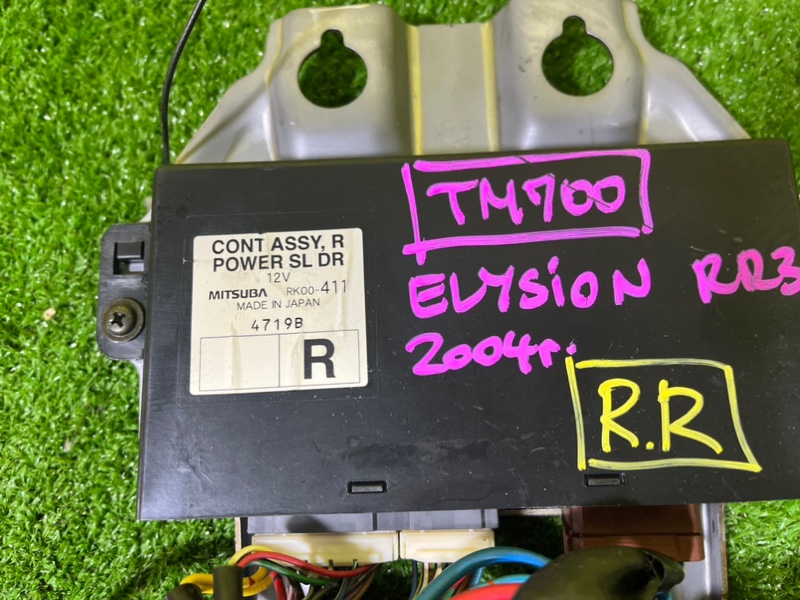 CONT ASSY, R
POWER SL DR
12V
MITSUBA RK00-411
MADE IN JAPAN
4719B
R
TM700
ELYSION RR3
2004г.
R.R